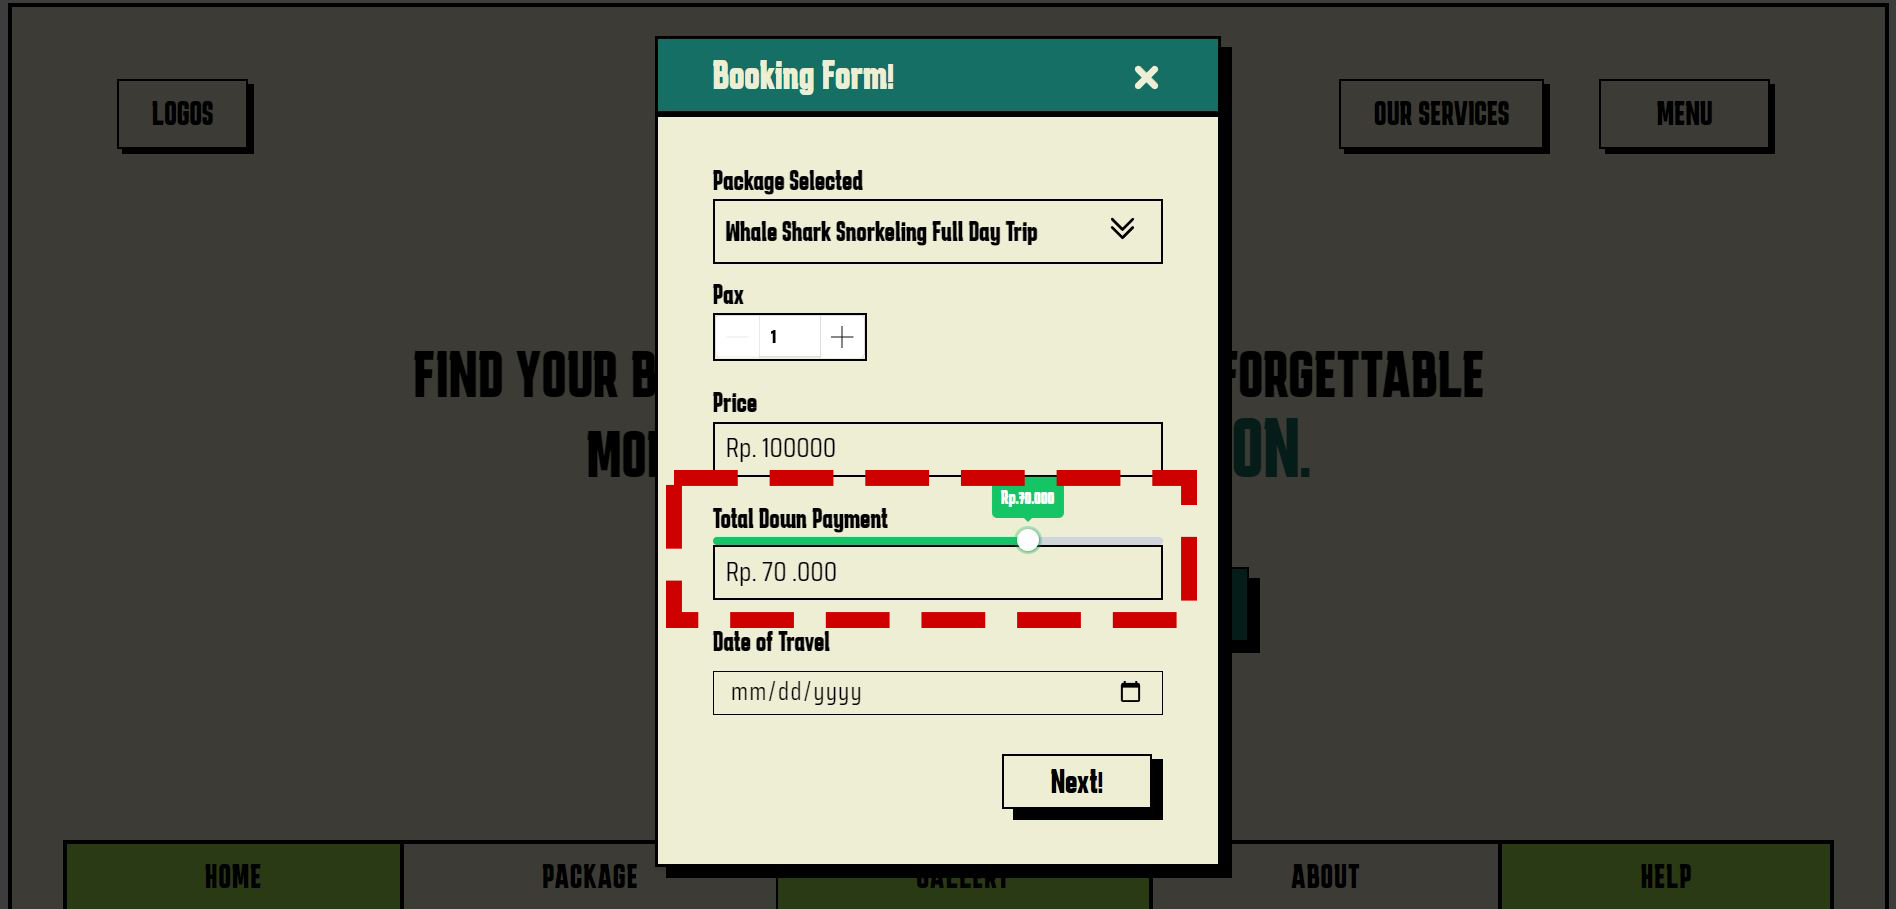 Booking Form!
LOGOS
OUR SERVICES
MENU
Package Selected
Whale Shark Snorkeling Full Day Trip
Pax
1
FIND YOUR B
FORGETTABLE
Price
Rp. 100000
MO
ON.
Rp.70.000
Total Down Payment
Rp. 70 .000
Date of Travel
mm/dd/yyyy
Next!
HOME
PACKAGE
GALLERY
ABOUT
HELP